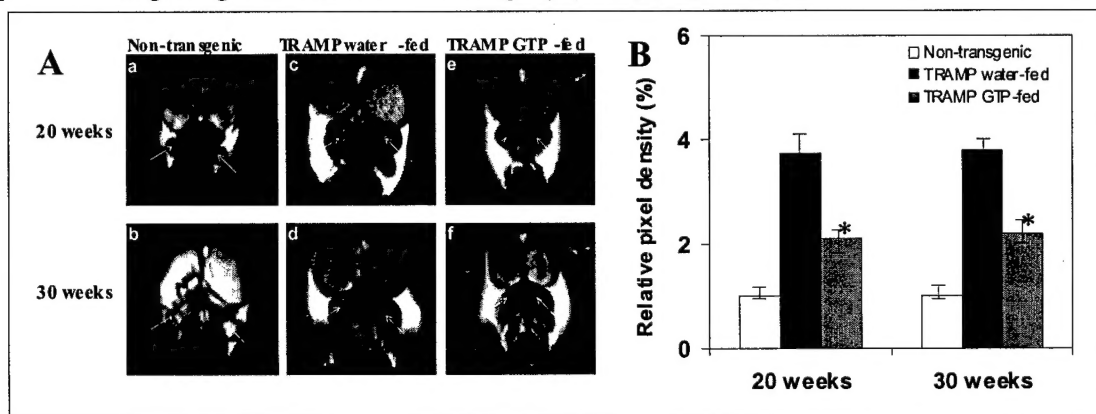 A
Non-transgenic TRAMP water -fed TRAMP GTP -fed
a c e
20 weeks
b d f
30 weeks
B
Relative pixel density (%)
6
4
2
0
Non-transgenic
TRAMP water-fed
TRAMP GTP-fed
* *
20 weeks 30 weeks